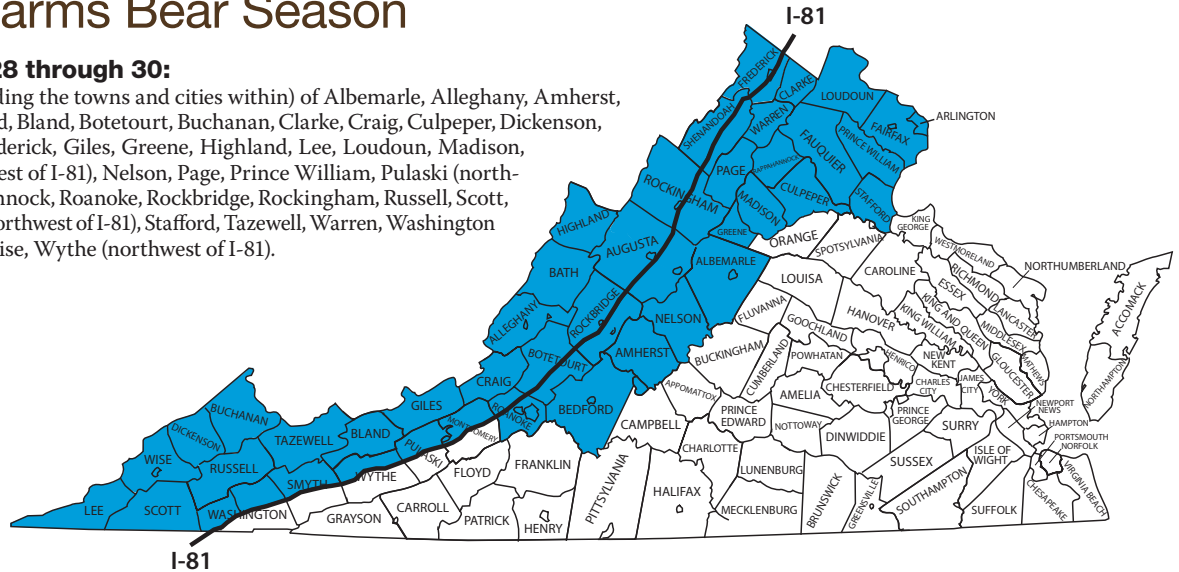 arms Bear Season
28 through 30:
ding the towns and cities within) of Albemarle, Alleghany, Amherst,
d, Bland, Botetourt, Buchanan, Clarke, Craig, Culpeper, Dickenson,
derick, Giles, Greene, Highland, Lee, Loudoun, Madison,
est of I-81), Nelson, Page, Prince William, Pulaski (north-
nnock, Roanoke, Rockbridge, Rockingham, Russell, Scott,
orthwest of I-81), Stafford, Tazewell, Warren, Washington
ise, Wythe (northwest of I-81).
I-81
FREDERICK
CLARKE
LOUDOUN
SHENANDOAH
WARREN
FAUQUIER
PRINCE WILLIAM
FAIRFAX
ARLINGTON
PAGE
RAPPAHANNOCK
ROCKINGHAM
CULPEPER
STAFFORD
MADISON
HIGHLAND
GREENE
ORANGE
SPOTSYLVANIA
KING
GEORGE
WESTMORELAND
AUGUSTA
ALBEMARLE
LOUISA
CAROLINE
RICHMOND
NORTHUMBERLAND
BATH
ESSEX
ACCOMACK
ALLEGHANY
ROCKBRIDGE
NELSON
FLUVANNA
GOOCHLAND
HANOVER
KING WILLIAM
KING AND QUEEN
LANCASTER
MIDDLESEX
MATHEWS
BOTETOURT
AMHERST
BUCKINGHAM
CUMBERLAND
POWHATAN
HENRICO
NEW
KENT
GLOUCESTER
NORTHAMPTON
CRAIG
APPOMATTOX
AMELIA
CHESTERFIELD
CHARLES
CITY
JAMES
CITY
YORK
GILES
ROANOKE
BEDFORD
CAMPBELL
PRINCE
EDWARD
NOTTOWAY
PRINCE
GEORGE
SURRY
NEWPORT
NEWS
HAMPTON
PORTSMOUTH
NORFOLK
BUCHANAN
DICKENSON
TAZEWELL
BLAND
PULASKI
MONTGOMERY
CHARLOTTE
DINWIDDIE
WISE
RUSSELL
SMYTH
WYTHE
FLOYD
FRANKLIN
PITTSYLVANIA
HALIFAX
LUNENBURG
SUSSEX
ISLE OF
WIGHT
VIRGINIA BEACH
LEE
SCOTT
WASHINGTON
GRAYSON
CARROLL
PATRICK
HENRY
MECKLENBURG
BRUNSWICK
GREENSVILLE
SOUTHAMPTON
SUFFOLK
CHESAPEAKE
I-81